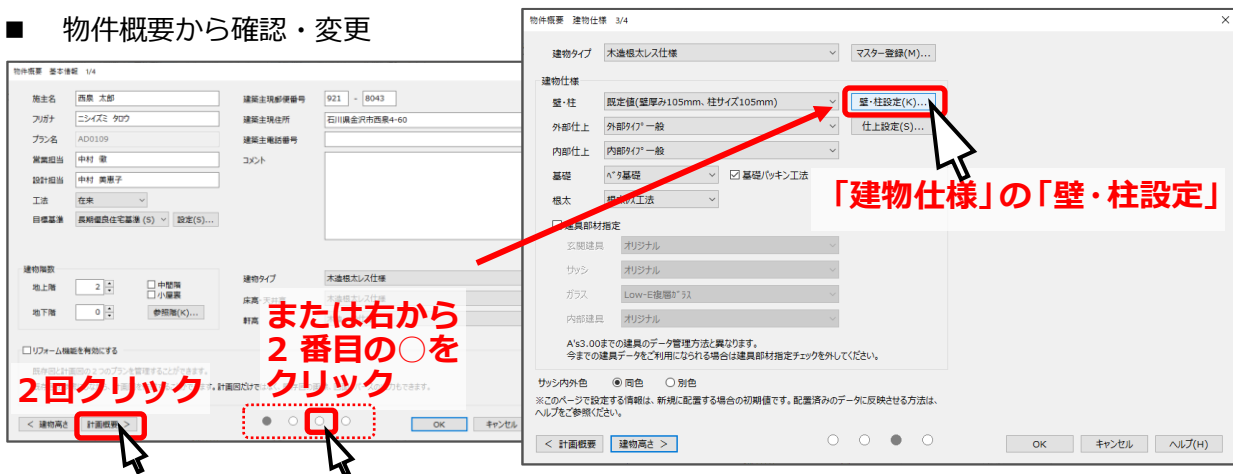 ■ 物件概要から確認・変更
物件概要 基本情報 1/4
施主名 西泉 太郎
フリガナ ニシイズミ タロウ
プラン名 AD0109
営業担当 中村 徹
設計担当 中村 美恵子
工法 在来
目標基準 長期優良住宅基準 (S) 設定(S)...
建築主現郵便番号 921 - 8043
建築主現住所 石川県金沢市西泉4-60
建築主電話番号
コメント
建物階数
地上階 2 中間階
小屋裏
地下階 0 参照階(K)...
建物タイプ 木造根太レス仕様
床高
軒高
または右から
2 番目の○を
クリック
リフォーム機能を有効にする
2回クリック
< 建物高さ 計画概要 > OK キャンセル
物件概要 建物仕様 3/4
建物タイプ 木造根太レス仕様 マスター登録(M)...
建物仕様
壁・柱 既定値(壁厚み105mm、柱サイズ105mm) 壁・柱設定(K)...
外部仕上 外部タイプ一般 仕上設定(S)...
内部仕上 内部タイプ一般
基礎 ベタ基礎 基礎パッキン工法
根太 根太レス工法
「建物仕様」の「壁・柱設定」
建具部材指定
玄関建具 オリジナル
サッシ オリジナル
ガラス Low-E複層ガラス
内部建具 オリジナル
A's3.00までの建具のデータ管理方法と異なります。
今までの建具データをご利用になられる場合は建具部材指定チェックを外してください。
サッシ内外色 同色 別色
※このページで設定する情報は、新規に配置する場合の初期値です。配置済みのデータに反映させる方法は、
ヘルプをご参照ください。
< 計画概要 建物高さ > OK キャンセル ヘルプ(H)